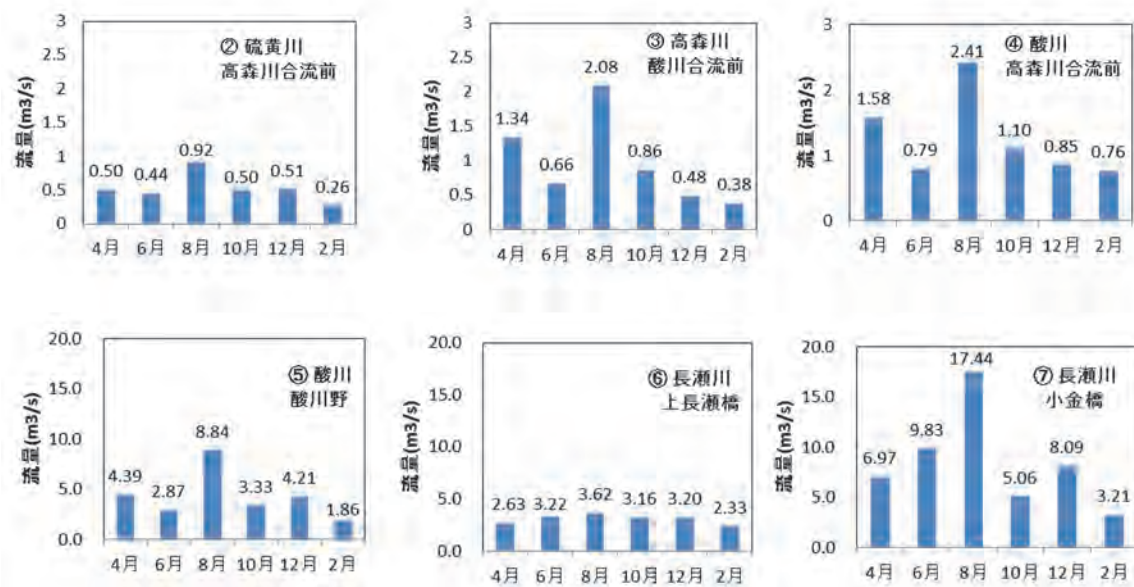 3
2.5
2
1.5
1
0.5
0
流量(m3/s)
② 硫黄川
高森川合流前
0.50
0.44
0.92
0.50
0.51
0.26
4月 6月 8月 10月 12月 2月
3
2.5
2
1.5
1
0.5
0
流量(m3/s)
③ 高森川
酸川合流前
1.34
0.66
2.08
0.86
0.48
0.38
4月 6月 8月 10月 12月 2月
3
2
1
0
流量(m3/s)
④ 酸川
高森川合流前
1.58
0.79
2.41
1.10
0.85
0.76
4月 6月 8月 10月 12月 2月
20.0
15.0
10.0
5.0
0.0
流量(m3/s)
⑤ 酸川
酸川野
4.39
2.87
8.84
3.33
4.21
1.86
4月 6月 8月 10月 12月 2月
20.0
15.0
10.0
5.0
0.0
流量(m3/s)
⑥ 長瀬川
上長瀬橋
2.63
3.22
3.62
3.16
3.20
2.33
4月 6月 8月 10月 12月 2月
20.0
15.0
10.0
5.0
0.0
流量(m3/s)
⑦ 長瀬川
小金橋
6.97
9.83
17.44
5.06
8.09
3.21
4月 6月 8月 10月 12月 2月